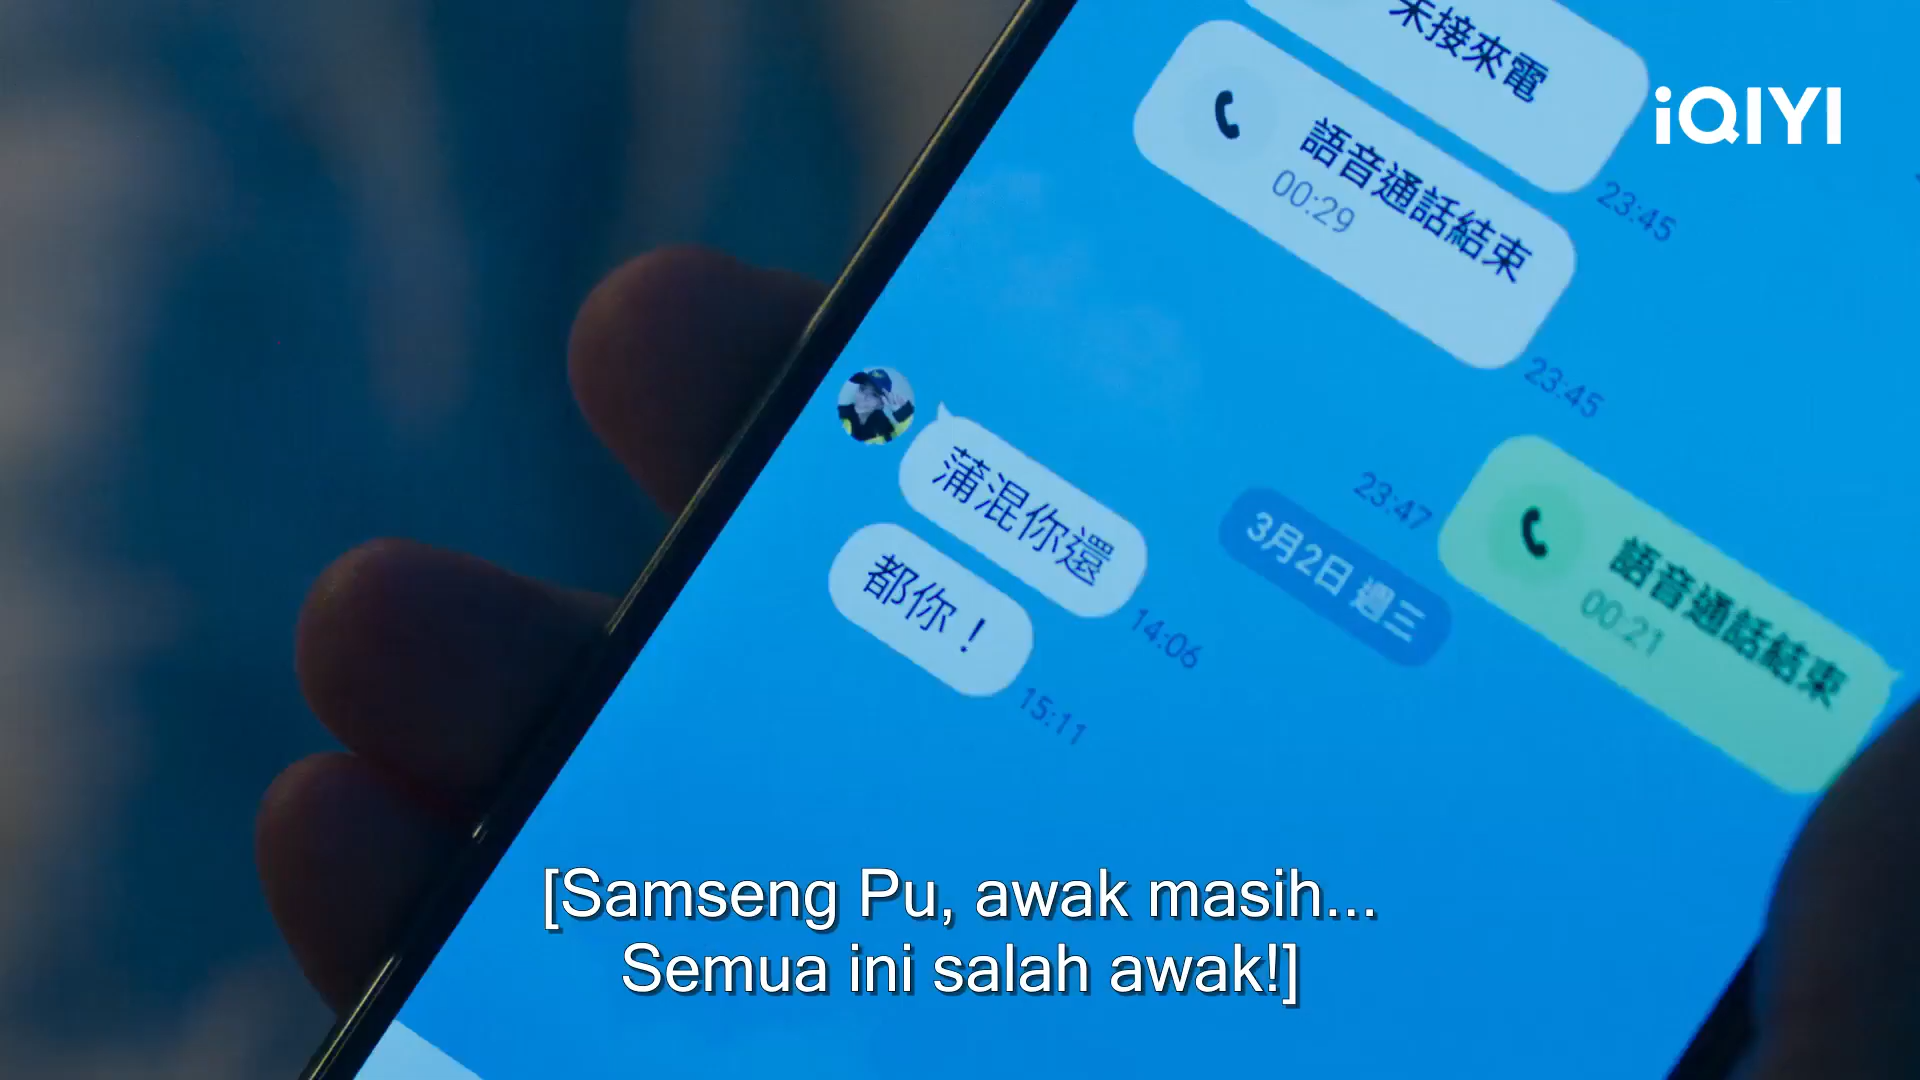 未接來電
iQIYI
23:45
語音通話結束
00:29
23:45
23:47
語音通話結束
00:21
3月2日 週三
蒲混你還
14:06
都你！
15:11
[Samseng Pu, awak masih...
Semua ini salah awak!]